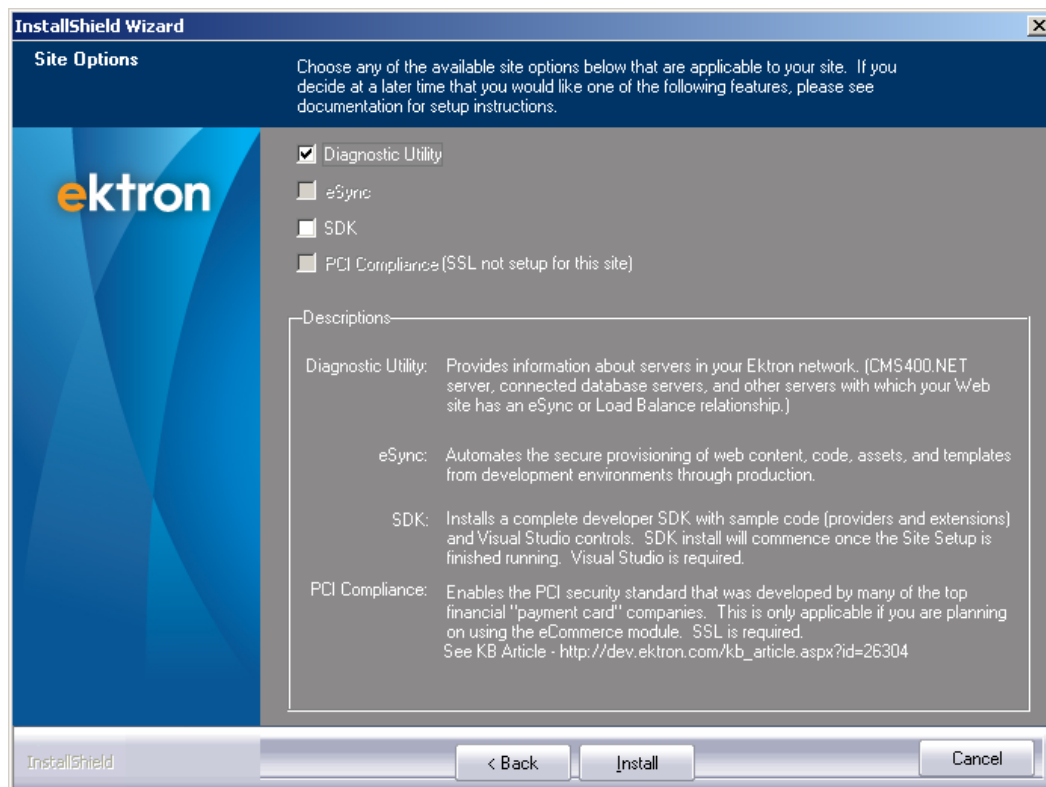 InstallShield Wizard
Site Options
Choose any of the available site options below that are applicable to your site.  If you
decide at a later time that you would like one of the following features, please see
documentation for setup instructions.
ektron
Diagnostic Utility
eSync
SDK
PCI Compliance (SSL not setup for this site)
Descriptions
Diagnostic Utility: Provides information about servers in your Ektron network. (CMS400.NET
server, connected database servers, and other servers with which your Web
site has an eSync or Load Balance relationship.)
eSync: Automates the secure provisioning of web content, code, assets, and templates
from development environments through production.
SDK: Installs a complete developer SDK with sample code (providers and extensions)
and Visual Studio controls.  SDK install will commence once the Site Setup is
finished running.  Visual Studio is required.
PCI Compliance: Enables the PCI security standard that was developed by many of the top
financial "payment card" companies.  This is only applicable if you are planning
on using the eCommerce module.  SSL is required.
See KB Article - http://dev.ektron.com/kb_article.aspx?id=26304
InstallShield
< Back
Install
Cancel